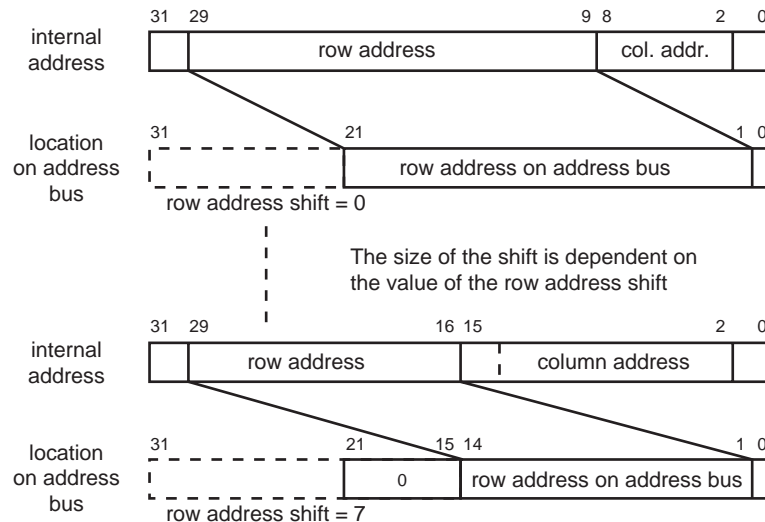 31 29 9 8 2 0
internal address row address col. addr.
31 21 1 0
location on address bus row address on address bus
row address shift = 0
The size of the shift is dependent on
the value of the row address shift
31 29 16 15 2 0
internal address row address column address
31 21 15 14 1 0
location on address bus 0 row address on address bus
row address shift = 7